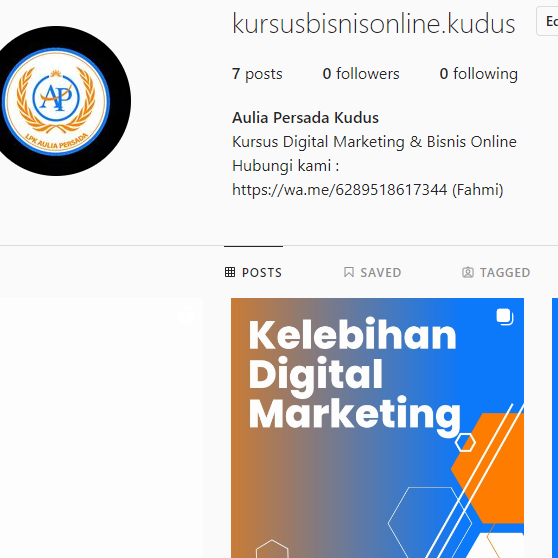 kursusbisnisonline.kudus
7 posts 0 followers 0 following
Aulia Persada Kudus
Kursus Digital Marketing & Bisnis Online
Hubungi kami :
https://wa.me/6289518617344 (Fahmi)
AP
LPK AULIA PERSADA
POSTS SAVED TAGGED
Kelebihan
Digital
Marketing